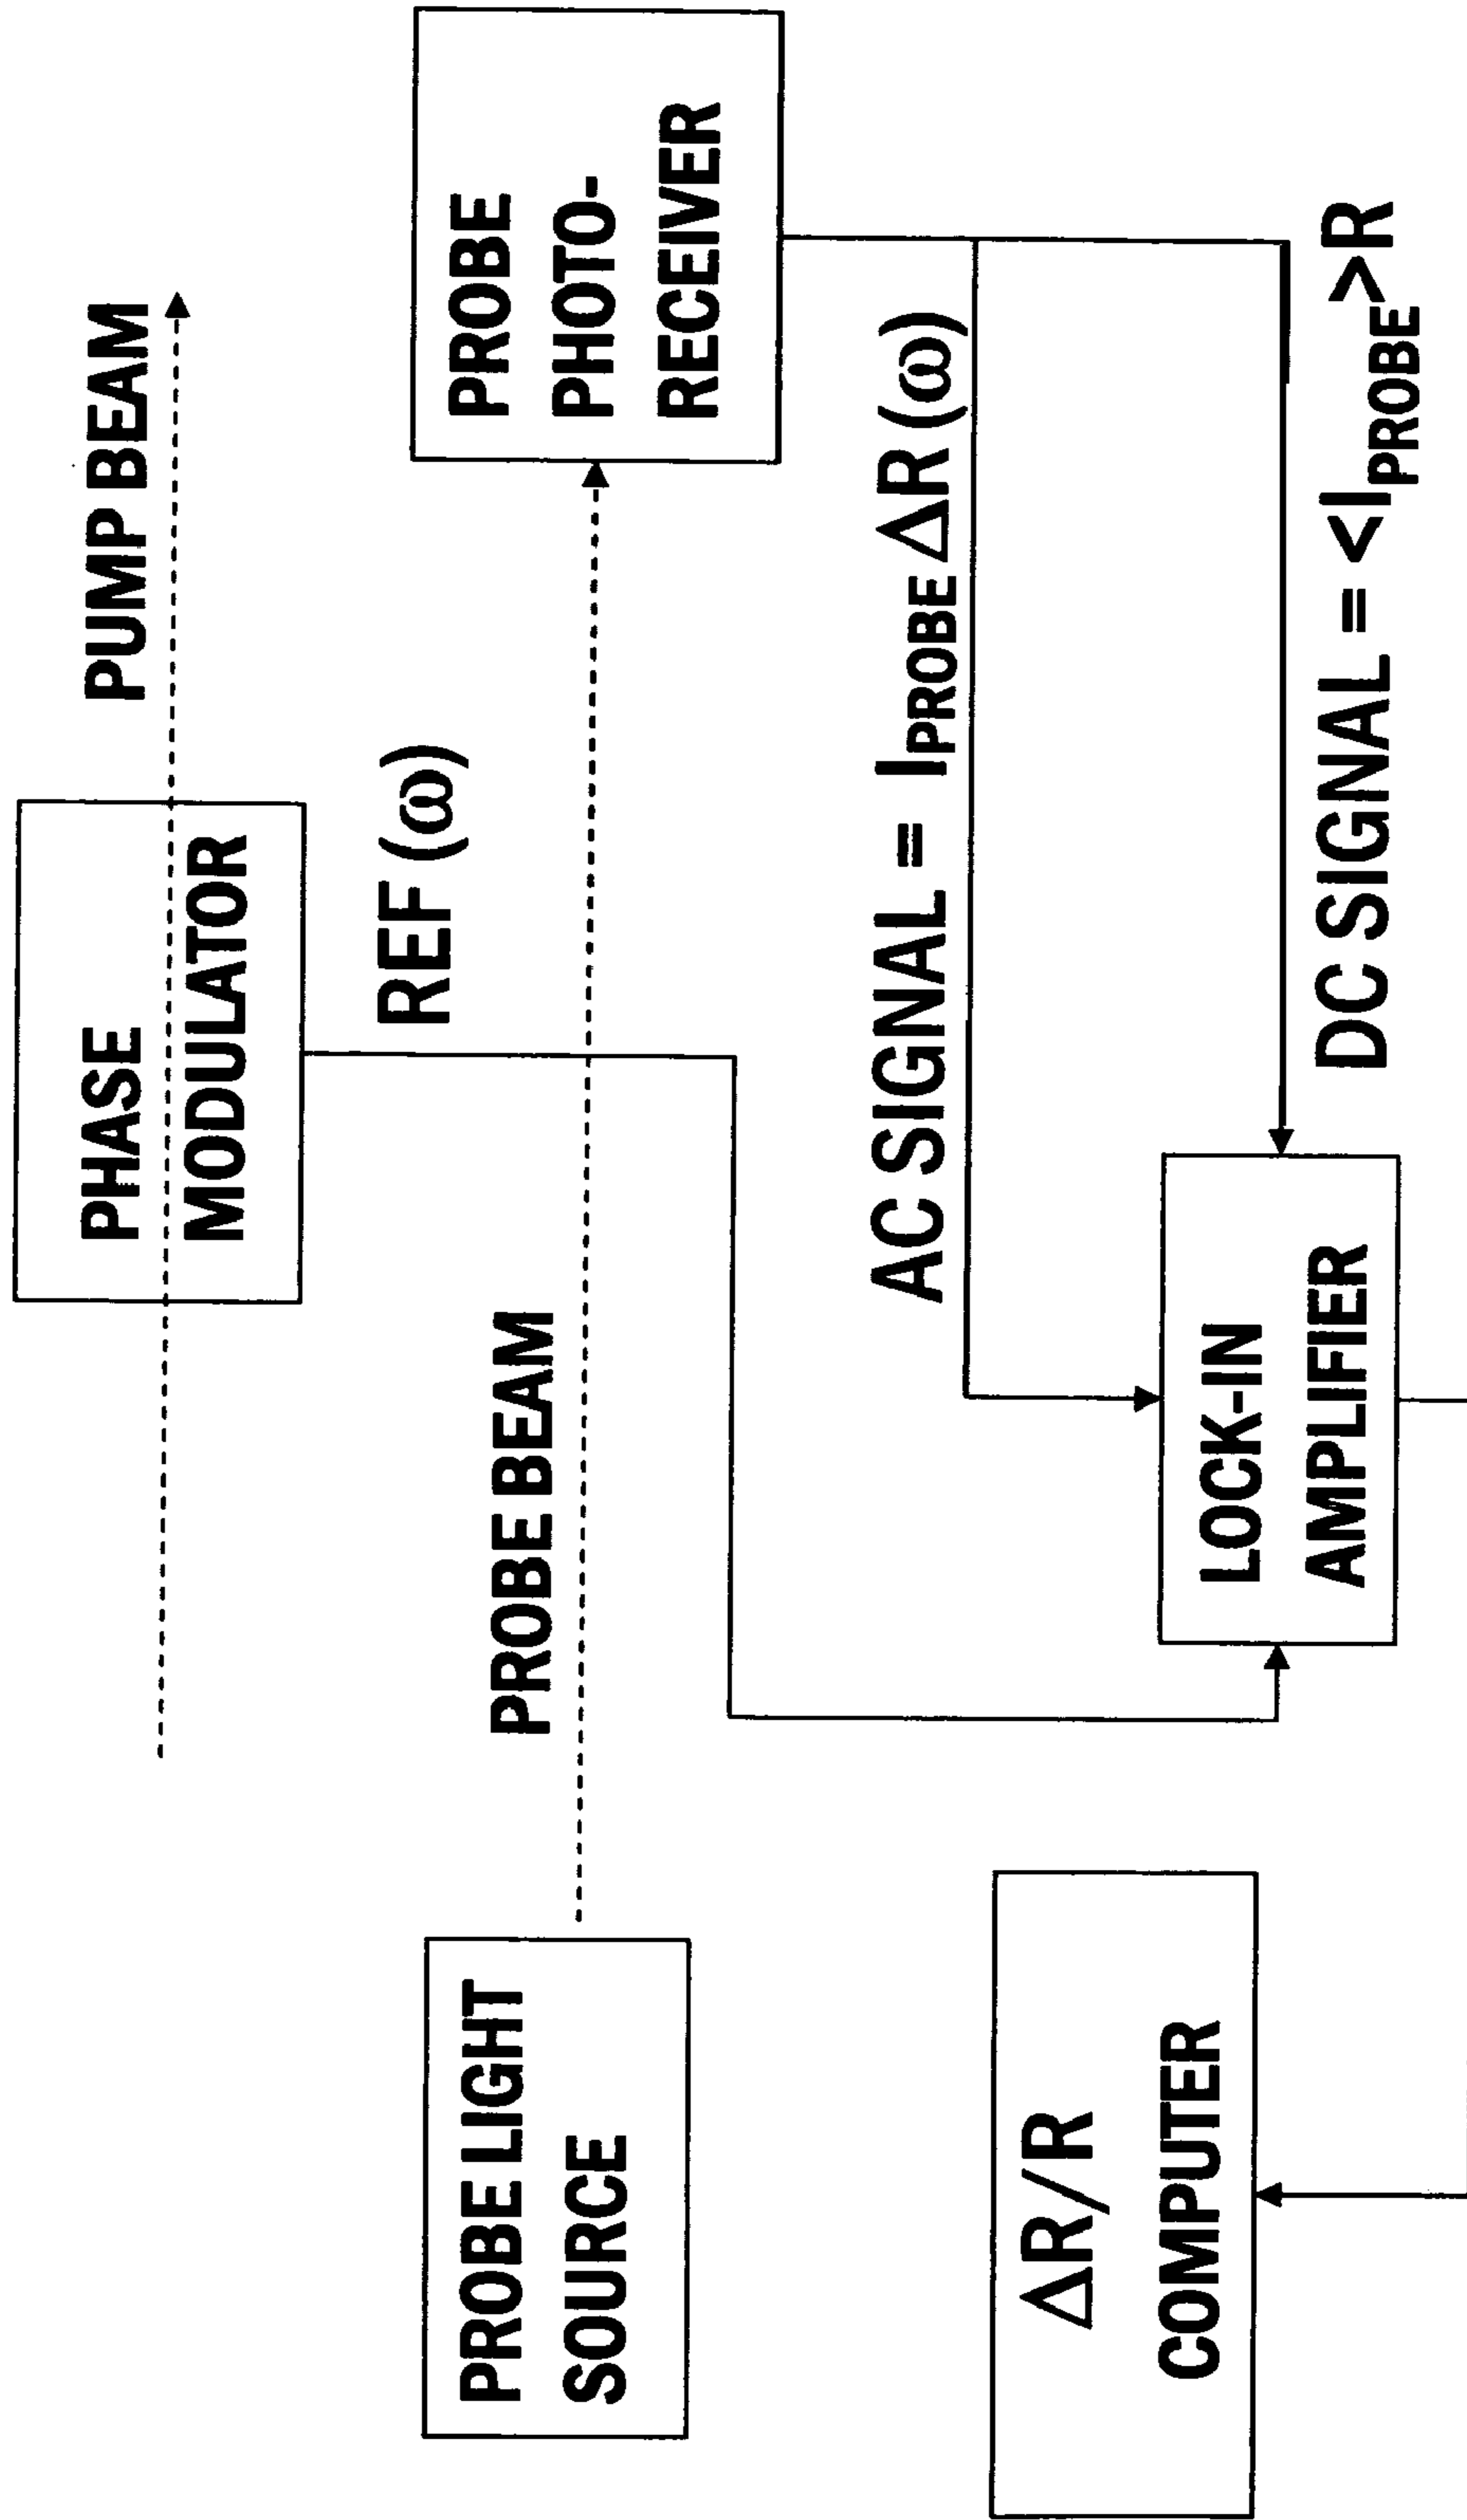 PUMP BEAM
PHASE
MODULATOR
REF (ω)
PROBE BEAM
PROBE LIGHT
SOURCE
PROBE
PHOTO-
RECEIVER
AC SIGNAL = I_PROBE ΔR (ω)
LOCK-IN
AMPLIFIER
DC SIGNAL = <I_PROBE>R
ΔR/R
COMPUTER